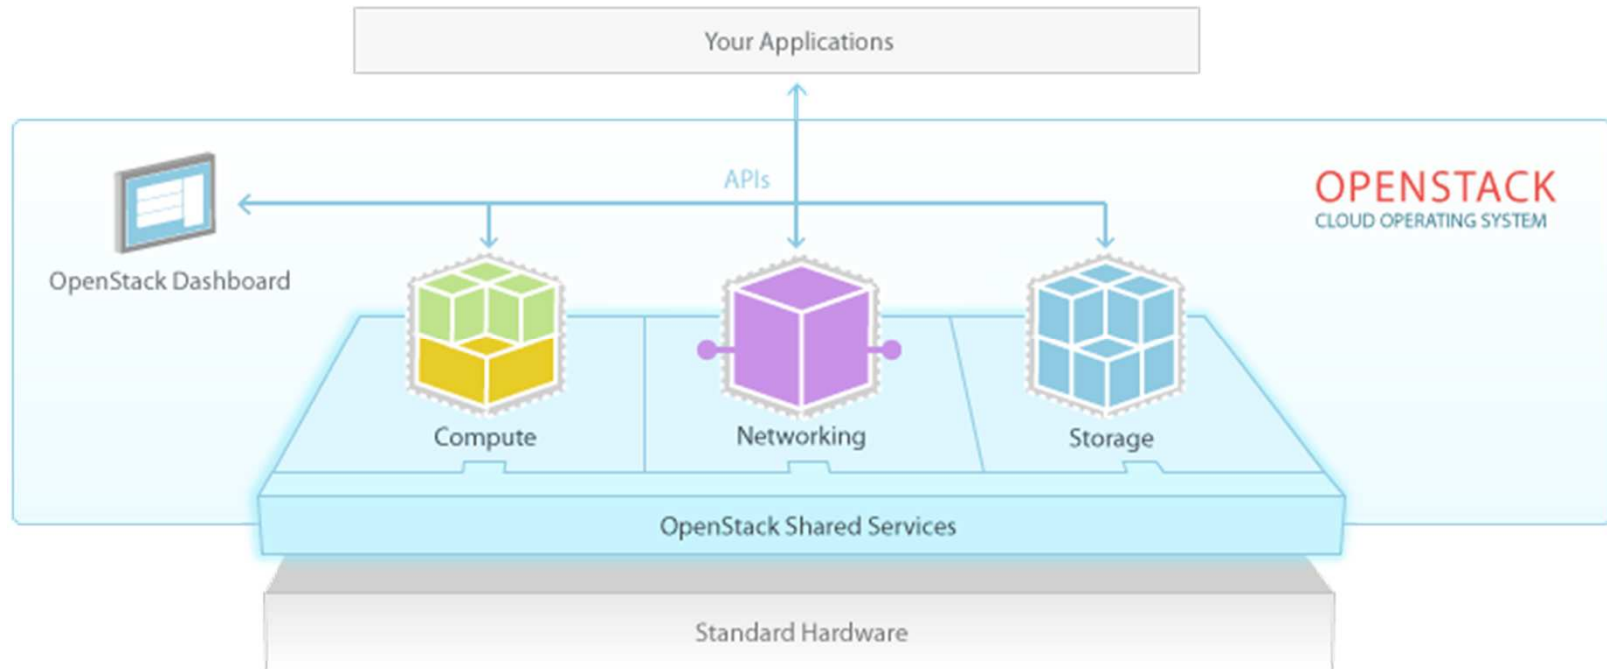 Your Applications
APIs
OPENSTACK
CLOUD OPERATING SYSTEM
OpenStack Dashboard
Compute
Networking
Storage
OpenStack Shared Services
Standard Hardware